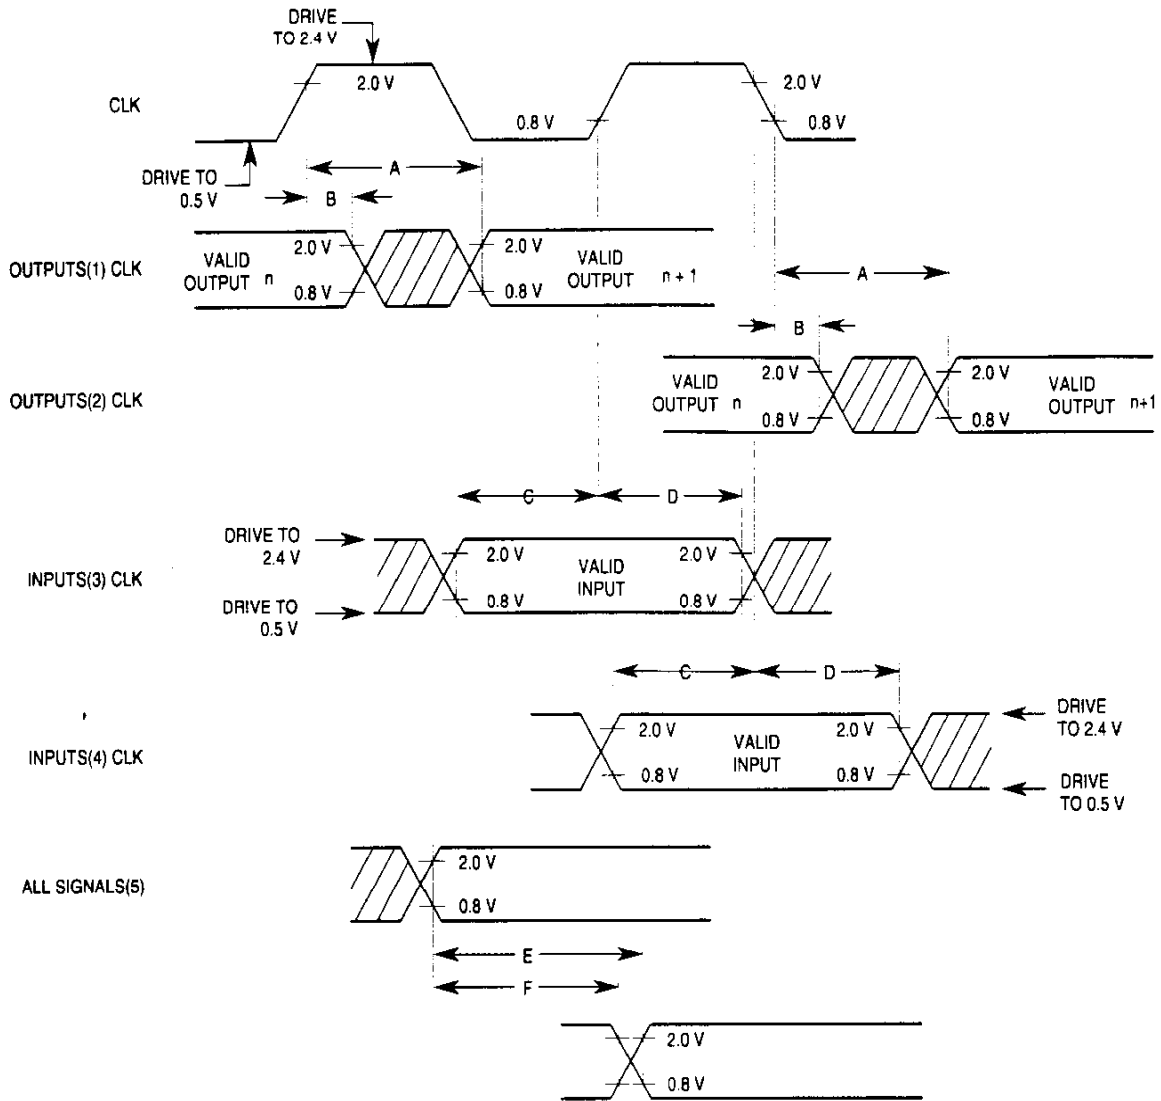 DRIVE
TO 2.4 V
2.0 V
2.0 V
CLK
0.8 V
0.8 V
DRIVE TO
0.5 V
A
B
OUTPUTS(1) CLK
VALID
OUTPUT n
2.0 V
0.8 V
2.0 V
0.8 V
VALID
OUTPUT n + 1
A
B
OUTPUTS(2) CLK
VALID
OUTPUT n
2.0 V
0.8 V
2.0 V
0.8 V
VALID
OUTPUT n+1
C
D
DRIVE TO
2.4 V
INPUTS(3) CLK
DRIVE TO
0.5 V
2.0 V
0.8 V
VALID
INPUT
2.0 V
0.8 V
C
D
INPUTS(4) CLK
2.0 V
0.8 V
VALID
INPUT
2.0 V
0.8 V
DRIVE
TO 2.4 V
DRIVE
TO 0.5 V
ALL SIGNALS(5)
2.0 V
0.8 V
E
F
2.0 V
0.8 V